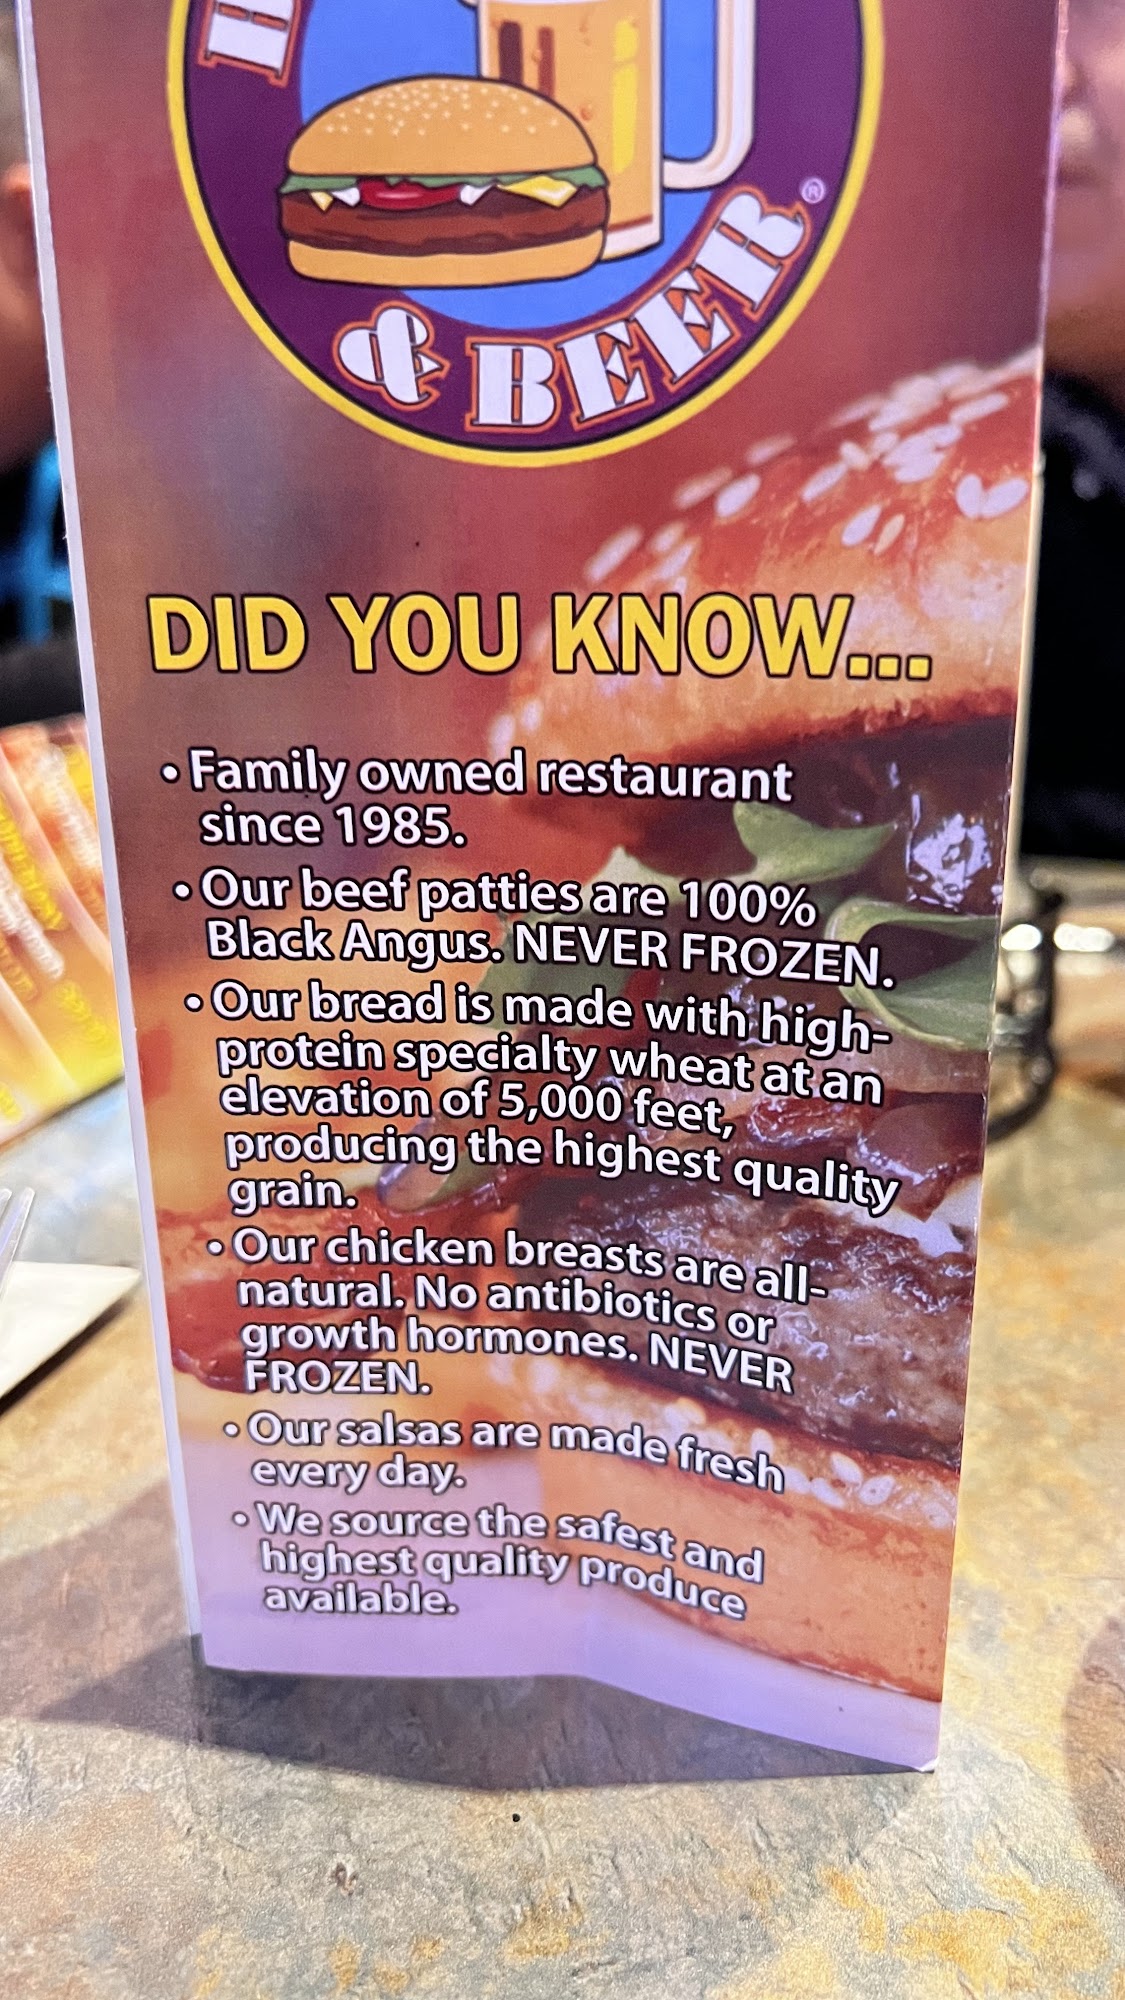 & BEER®
DID YOU KNOW...
• Family owned restaurant
since 1985.
• Our beef patties are 100%
Black Angus. NEVER FROZEN.
• Our bread is made with high-
protein specialty wheat at an
elevation of 5,000 feet,
producing the highest quality
grain.
• Our chicken breasts are all-
natural. No antibiotics or
growth hormones. NEVER
FROZEN.
• Our salsas are made fresh
every day.
• We source the safest and
highest quality produce
available.